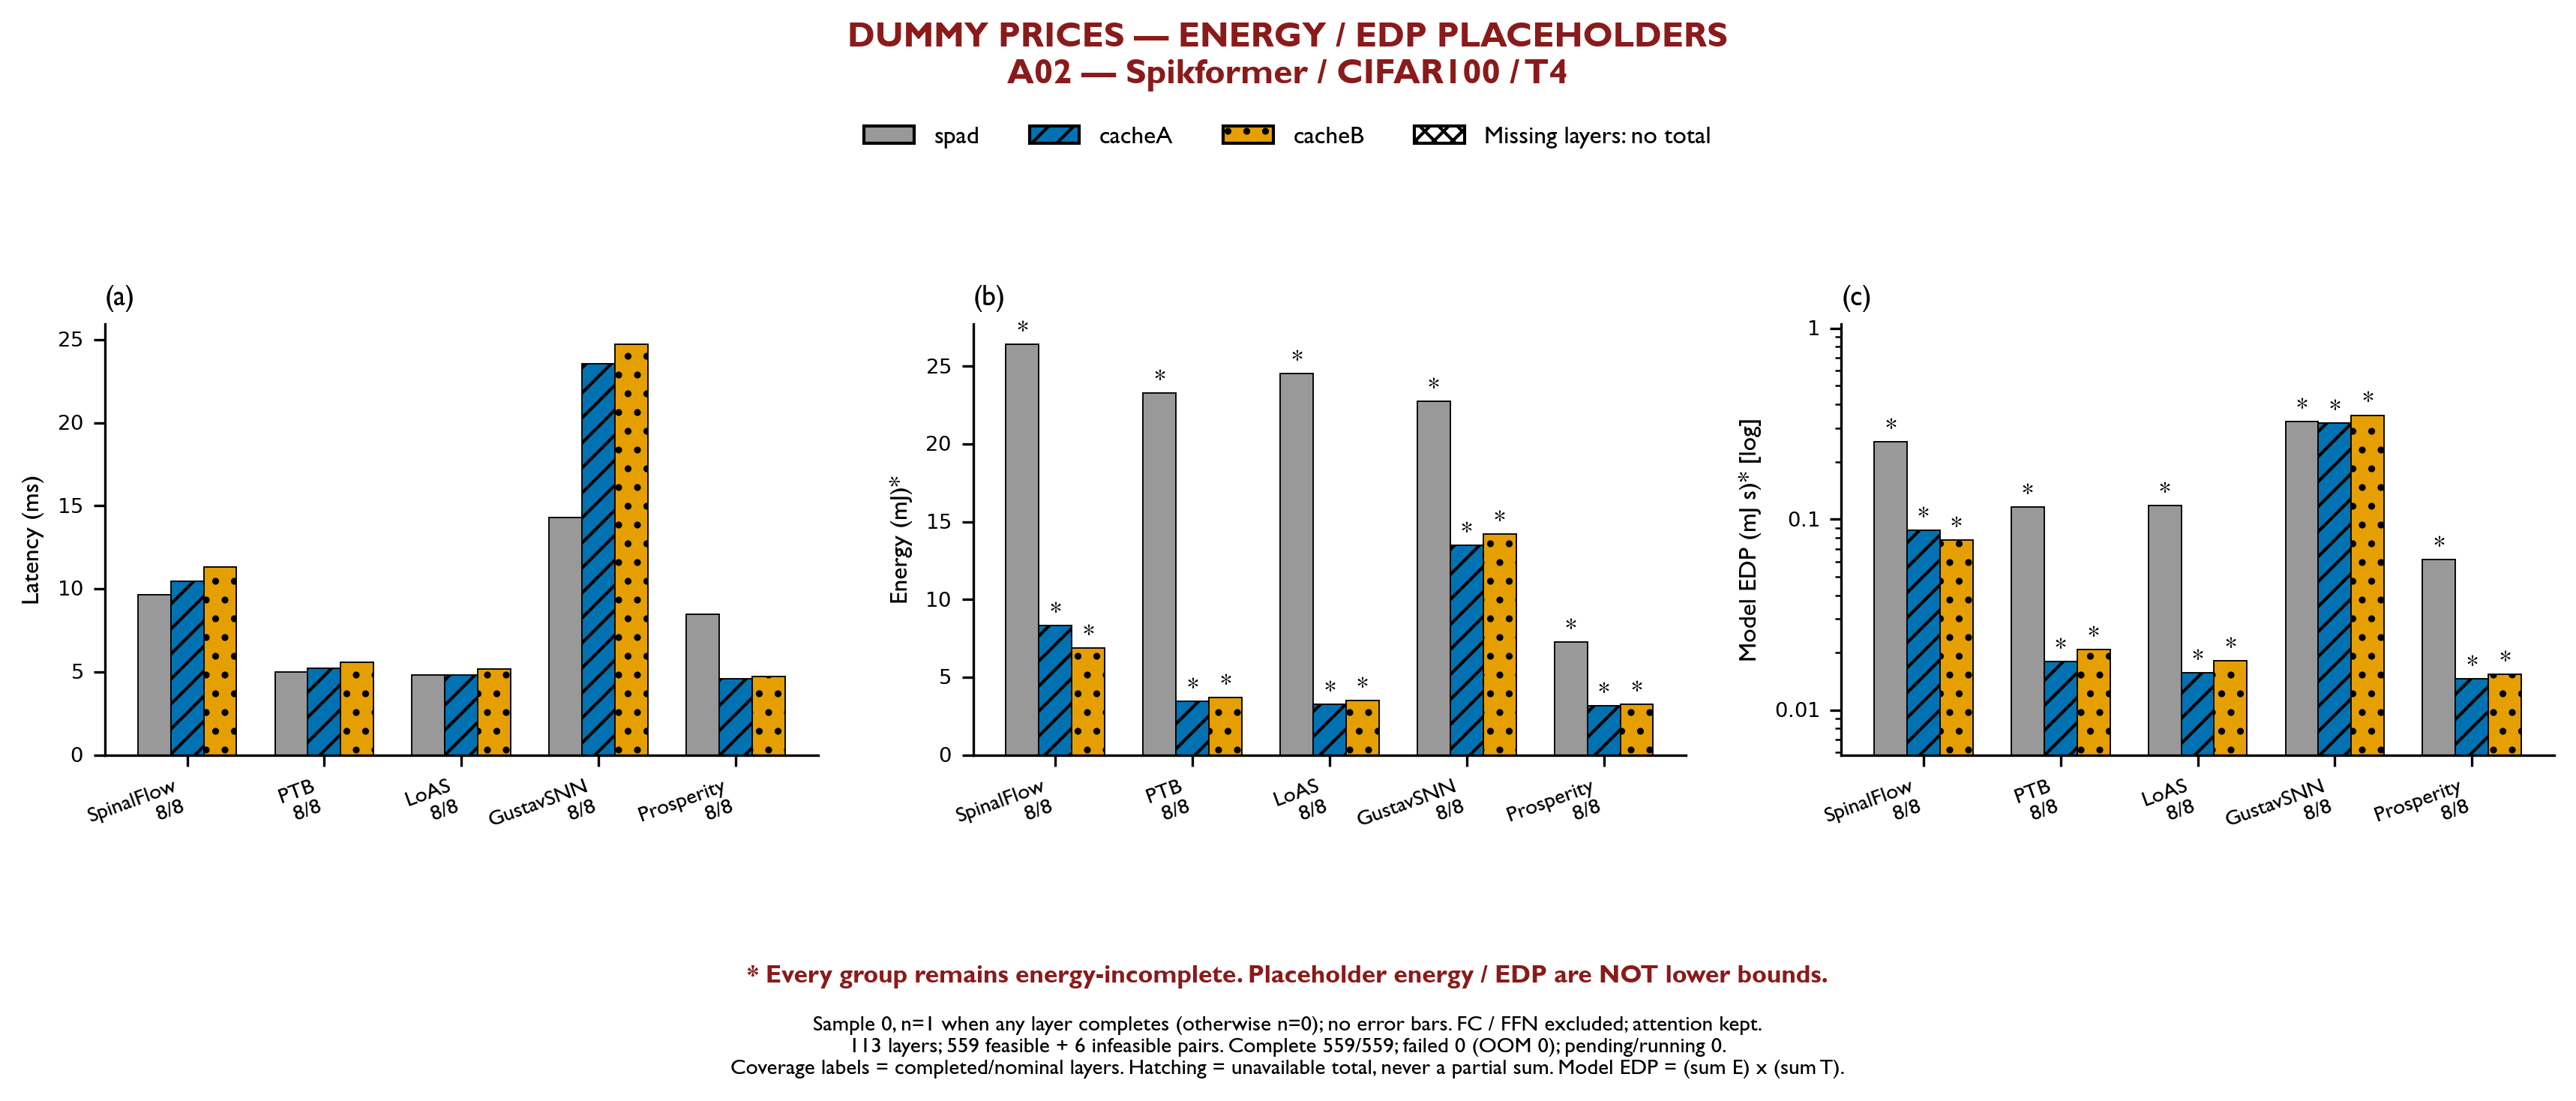 DUMMY PRICES — ENERGY / EDP PLACEHOLDERS
A02 — Spikformer / CIFAR100 / T4
spad
cacheA
cacheB
Missing layers: no total
(a)
25
20
15
10
5
0
Latency (ms)
SpinalFlow
8/8
PTB
8/8
LoAS
8/8
GustavSNN
8/8
Prosperity
8/8
(b)
25
20
15
10
5
0
Energy (mJ)*
* * *
* * *
* * *
* * *
* * *
SpinalFlow
8/8
PTB
8/8
LoAS
8/8
GustavSNN
8/8
Prosperity
8/8
(c)
1
0.1
0.01
Model EDP (mJ s)* [log]
* * *
* * *
* * *
* * *
* * *
SpinalFlow
8/8
PTB
8/8
LoAS
8/8
GustavSNN
8/8
Prosperity
8/8
* Every group remains energy-incomplete. Placeholder energy / EDP are NOT lower bounds.
Sample 0, n=1 when any layer completes (otherwise n=0); no error bars. FC / FFN excluded; attention kept.
113 layers; 559 feasible + 6 infeasible pairs. Complete 559/559; failed 0 (OOM 0); pending/running 0.
Coverage labels = completed/nominal layers. Hatching = unavailable total, never a partial sum. Model EDP = (sum E) x (sum T).